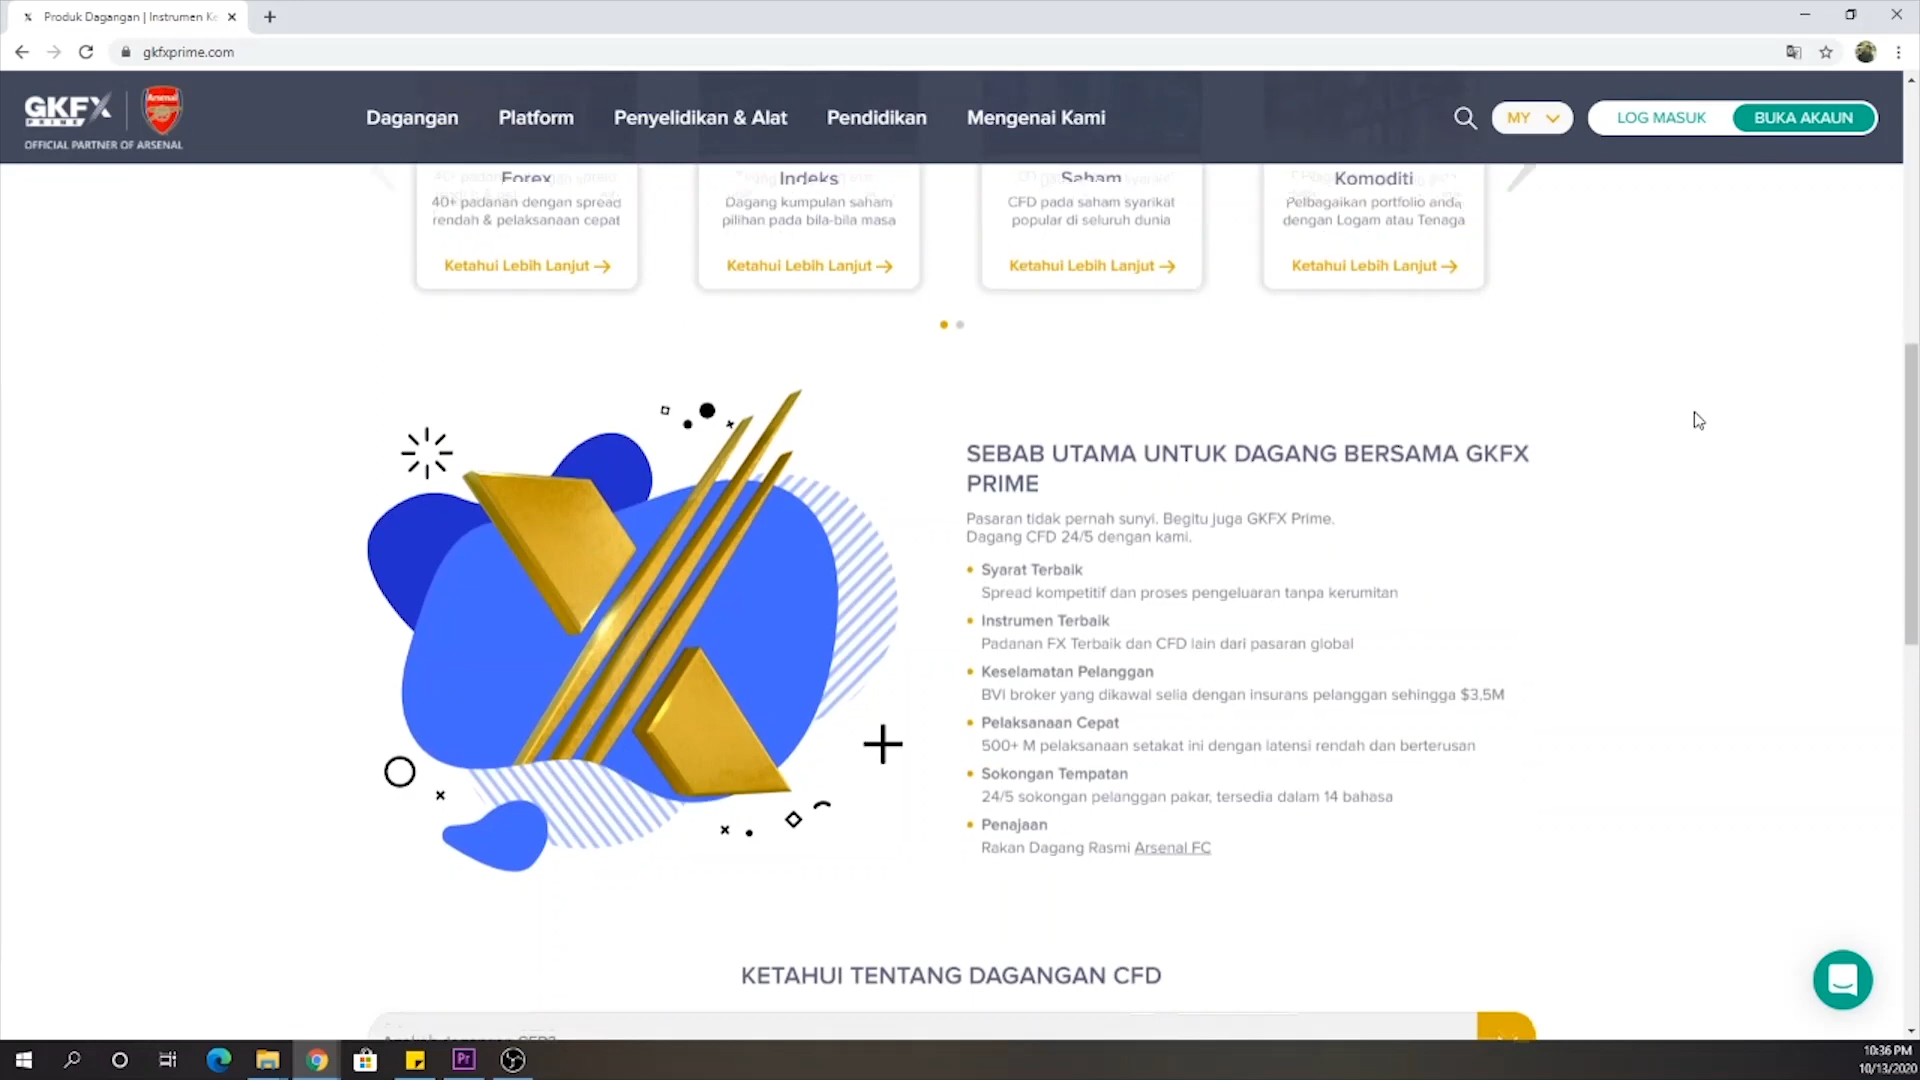 Produk Dagangan | Instrumen Ke
gkfxprime.com
GKFX
PRIME
Arsenal
OFFICIAL PARTNER OF ARSENAL
Dagangan
Platform
Penyelidikan & Alat
Pendidikan
Mengenai Kami
MY
LOG MASUK
BUKA AKAUN
Forex
40+ padanan dengan spread
rendah & pelaksanaan cepat
Ketahui Lebih Lanjut →
Indeks
Dagang kumpulan saham
pilihan pada bila-bila masa
Ketahui Lebih Lanjut →
Saham
CFD pada saham syarikat
popular di seluruh dunia
Ketahui Lebih Lanjut →
Komoditi
Pelbagaikan portfolio anda
dengan Logam atau Tenaga
Ketahui Lebih Lanjut →
SEBAB UTAMA UNTUK DAGANG BERSAMA GKFX
PRIME
Pasaran tidak pernah sunyi. Begitu juga GKFX Prime.
Dagang CFD 24/5 dengan kami.
• Syarat Terbaik
Spread kompetitif dan proses pengeluaran tanpa kerumitan
• Instrumen Terbaik
Padanan FX Terbaik dan CFD lain dari pasaran global
• Keselamatan Pelanggan
BVI broker yang dikawal selia dengan insurans pelanggan sehingga $3,5M
• Pelaksanaan Cepat
500+ M pelaksanaan setakat ini dengan latensi rendah dan berterusan
• Sokongan Tempatan
24/5 sokongan pelanggan pakar, tersedia dalam 14 bahasa
• Penajaan
Rakan Dagang Rasmi Arsenal FC
KETAHUI TENTANG DAGANGAN CFD
Pr
10:36 PM
10/13/2020